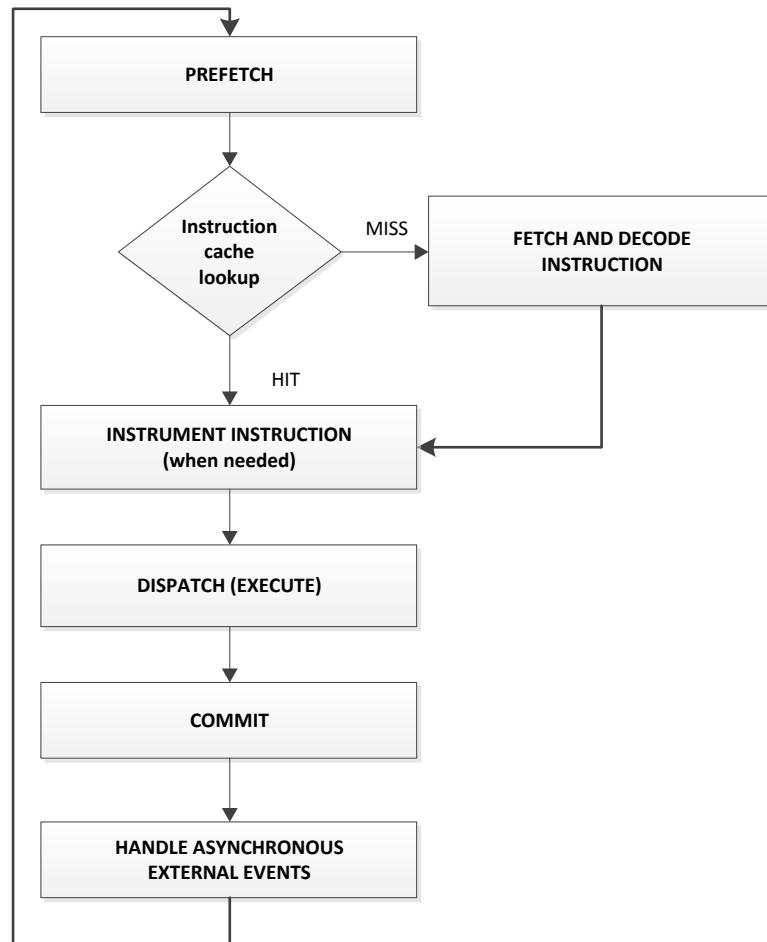 PREFETCH
Instruction
cache
lookup
MISS
FETCH AND DECODE
INSTRUCTION
HIT
INSTRUMENT INSTRUCTION
(when needed)
DISPATCH (EXECUTE)
COMMIT
HANDLE ASYNCHRONOUS
EXTERNAL EVENTS